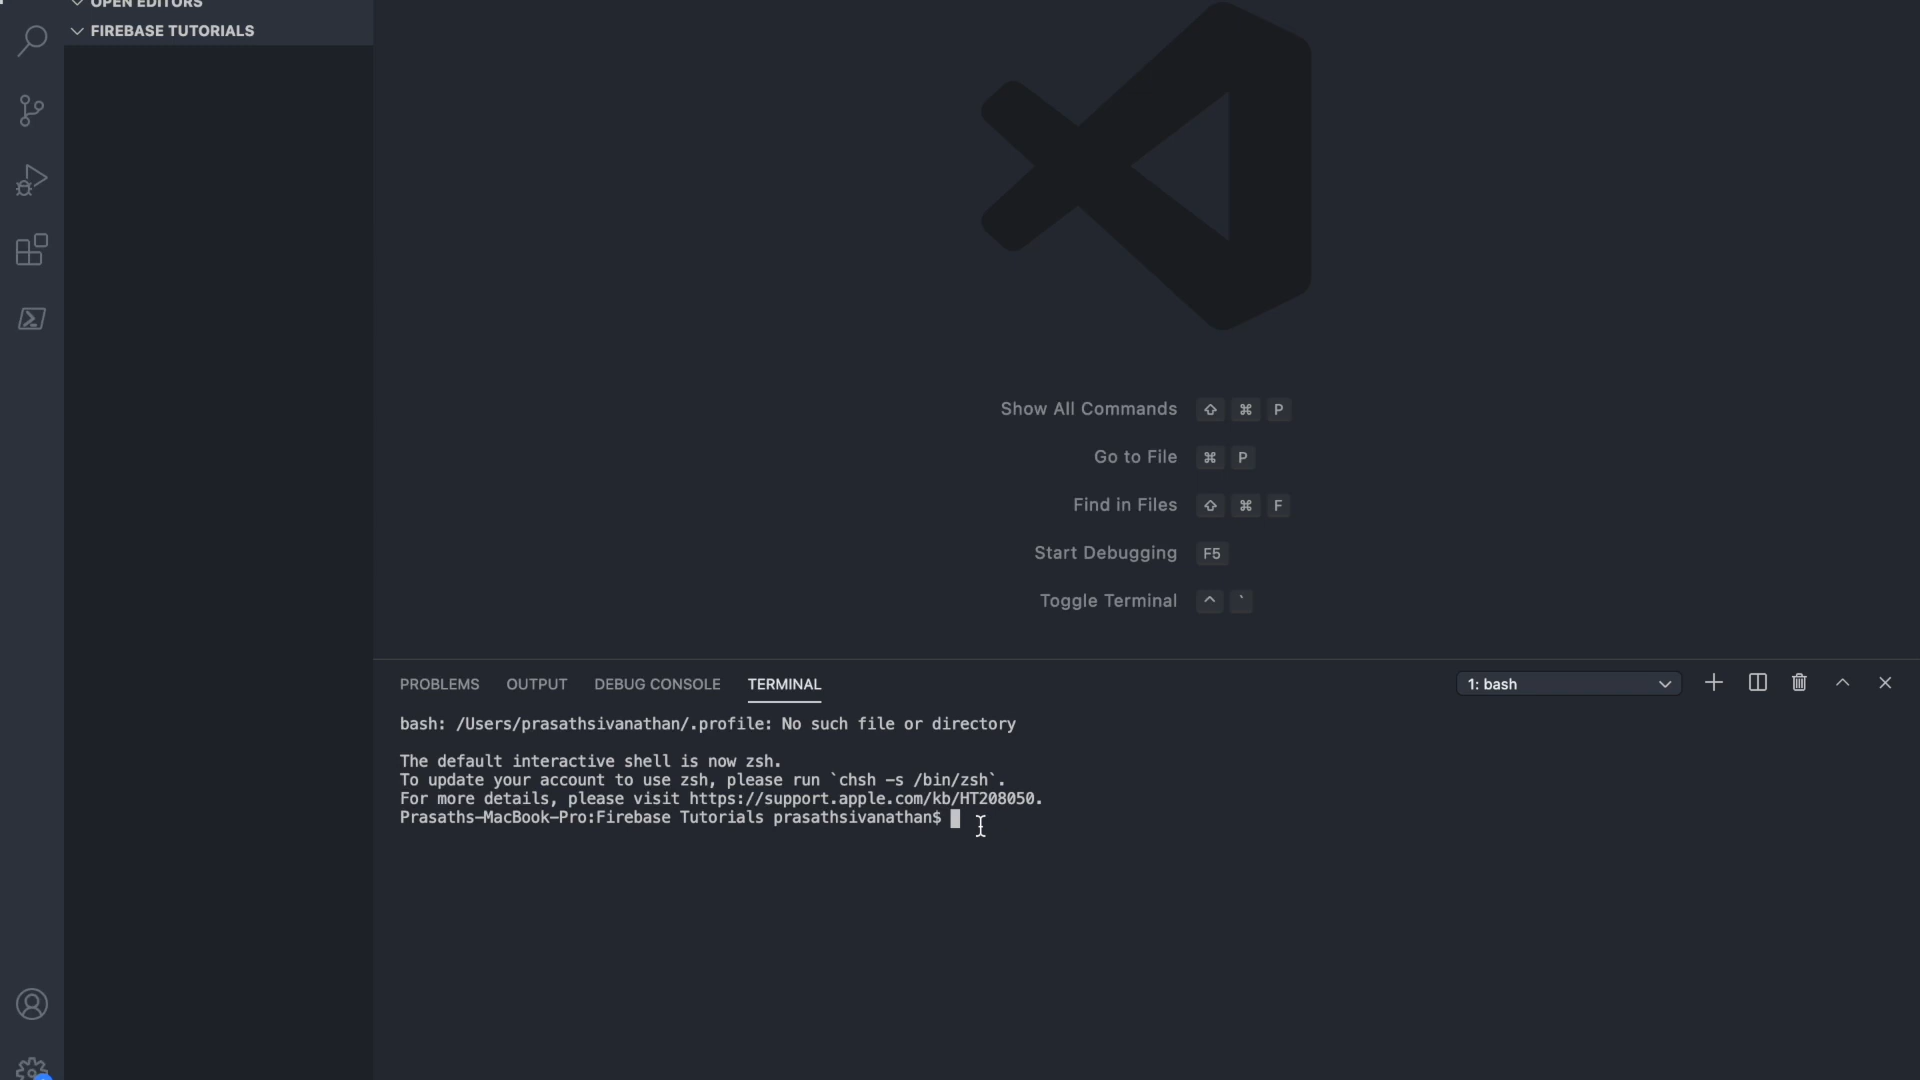 OPEN EDITORS
FIREBASE TUTORIALS
Show All Commands ⇧ ⌘ P
Go to File ⌘ P
Find in Files ⇧ ⌘ F
Start Debugging F5
Toggle Terminal ^ `
PROBLEMS OUTPUT DEBUG CONSOLE TERMINAL 1: bash
bash: /Users/prasathsivanathan/.profile: No such file or directory
The default interactive shell is now zsh.
To update your account to use zsh, please run `chsh -s /bin/zsh`.
For more details, please visit https://support.apple.com/kb/HT208050.
Prasaths-MacBook-Pro:Firebase Tutorials prasathsivanathan$